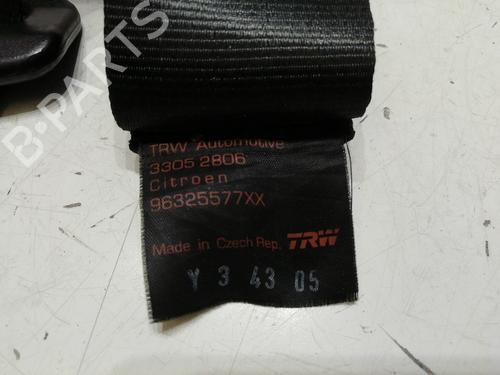 B-PARTS
TRW Automotive
3305 2806
Citroen
96325577XX
Made in Czech Rep. TRW
Y 3 43 05